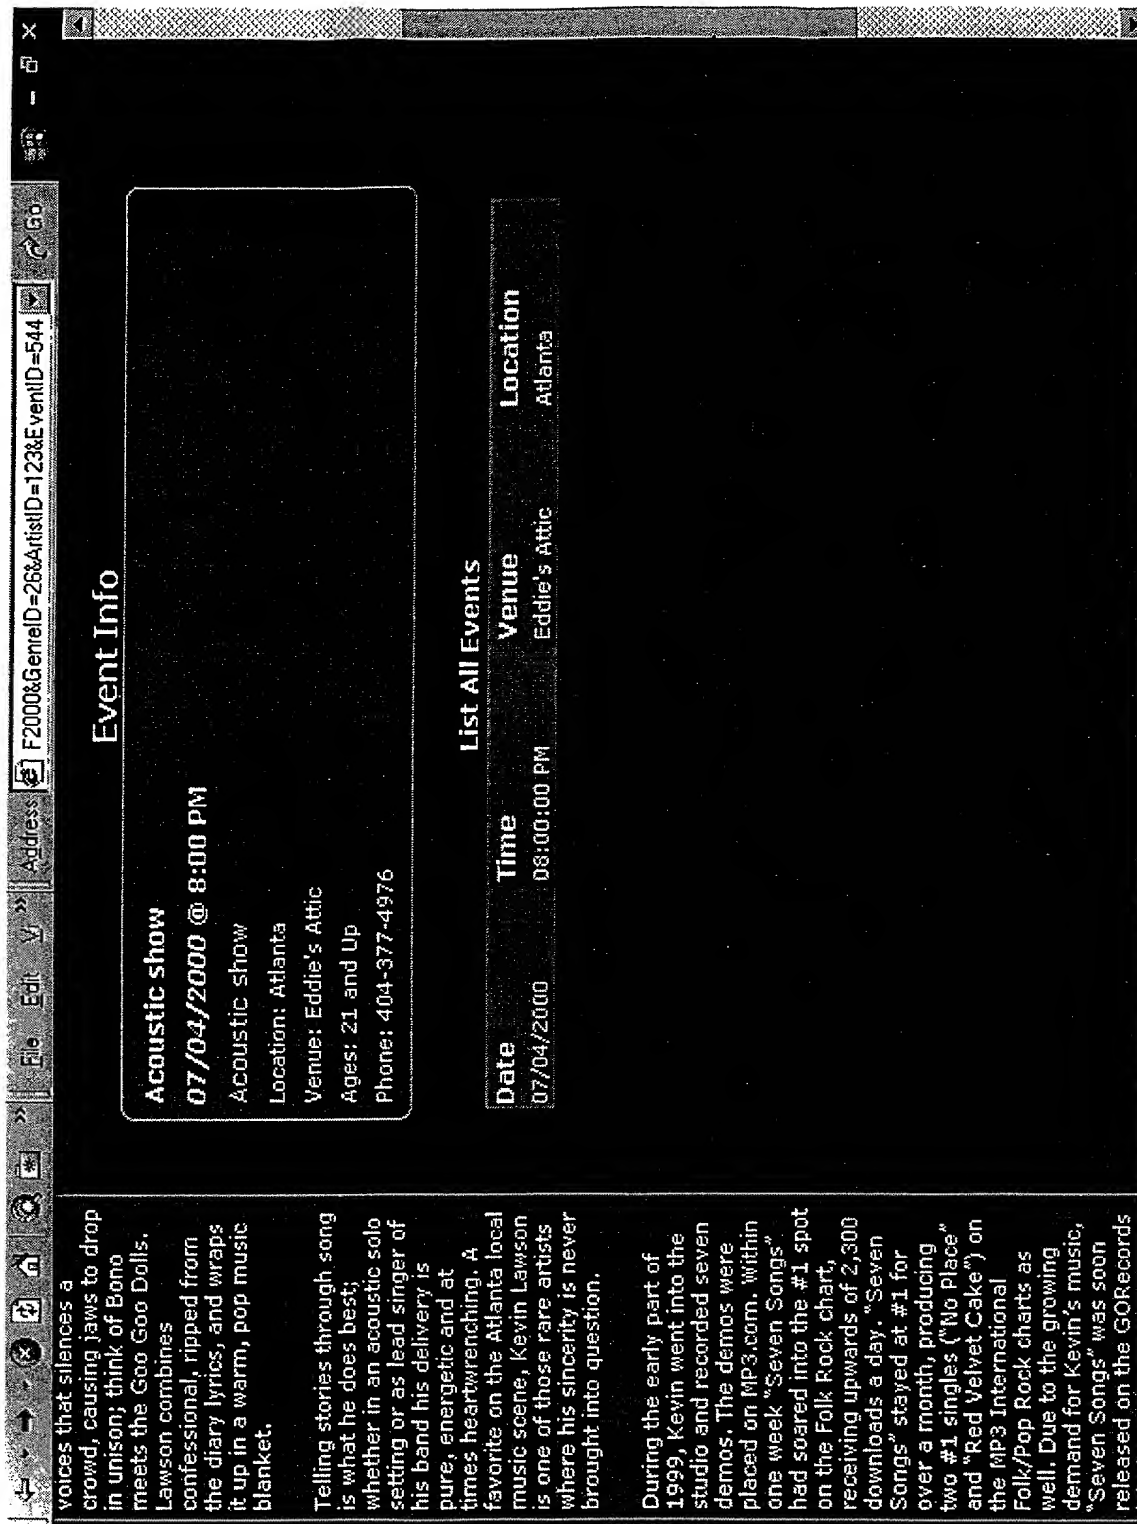 File Edit V » Address F2000&GenreID=26&ArtistID=123&EventID=544 Go
voices that silences a
crowd, causing jaws to drop
in unison; think of Bono
meets the Goo Goo Dolls.
Lawson combines
confessional, ripped from
the diary lyrics, and wraps
it up in a warm, pop music
blanket.
Telling stories through song
is what he does best;
whether in an acoustic solo
setting or as lead singer of
his band his delivery is
pure, energetic and at
times heartwrenching. A
favorite on the Atlanta local
music scene, Kevin Lawson
is one of those rare artists
where his sincerity is never
brought into question.
During the early part of
1999, Kevin went into the
studio and recorded seven
demos. The demos were
placed on MP3.com. Within
one week "Seven Songs"
had soared into the #1 spot
on the Folk Rock chart,
receiving upwards of 2,300
downloads a day. "Seven
Songs" stayed at #1 for
over a month, producing
two #1 singles ("No Place"
and "Red Velvet Cake") on
the MP3 International
Folk/Pop Rock charts as
well. Due to the growing
demand for Kevin's music,
"Seven Songs" was soon
released on the GORecords
Event Info
Acoustic show
07/04/2000 @ 8:00 PM
Acoustic show
Location: Atlanta
Venue: Eddie's Attic
Ages: 21 and Up
Phone: 404-377-4976
List All Events
Date Time Venue Location
07/04/2000 08:00:00 PM Eddie's Attic Atlanta